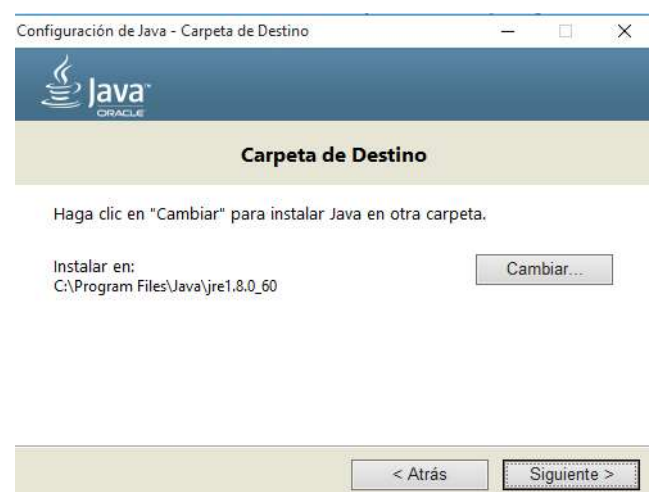 Configuración de Java - Carpeta de Destino
Java™
ORACLE
Carpeta de Destino
Haga clic en "Cambiar" para instalar Java en otra carpeta.
Instalar en:
Cambiar...
C:\Program Files\Java\jre1.8.0_60
< Atrás
Siguiente >